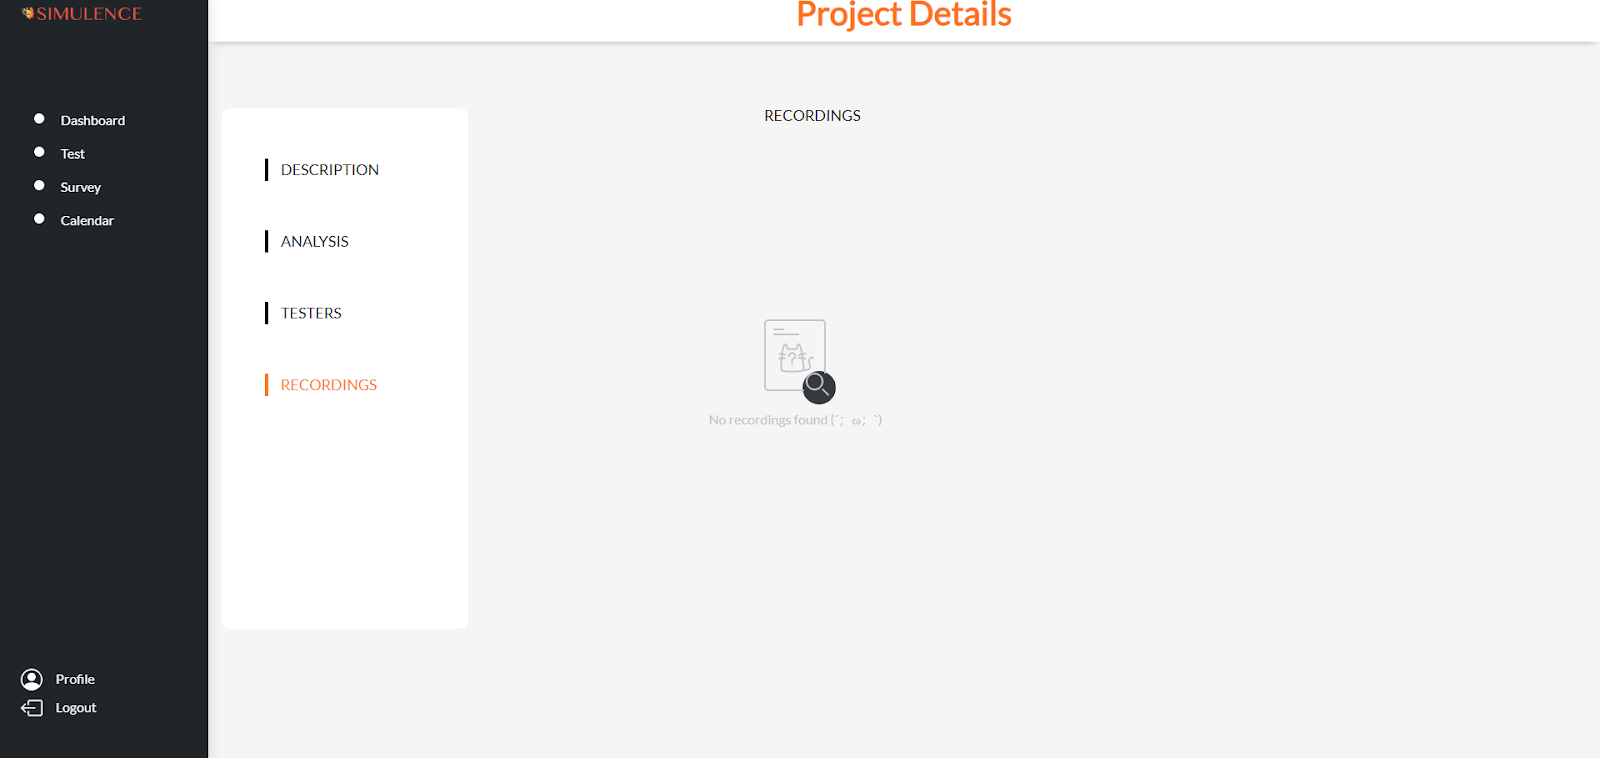 SIMULENCE
Project Details
Dashboard
Test
Survey
Calendar
Profile
Logout
DESCRIPTION
ANALYSIS
TESTERS
RECORDINGS
RECORDINGS
?
No recordings found (´；ω；`)